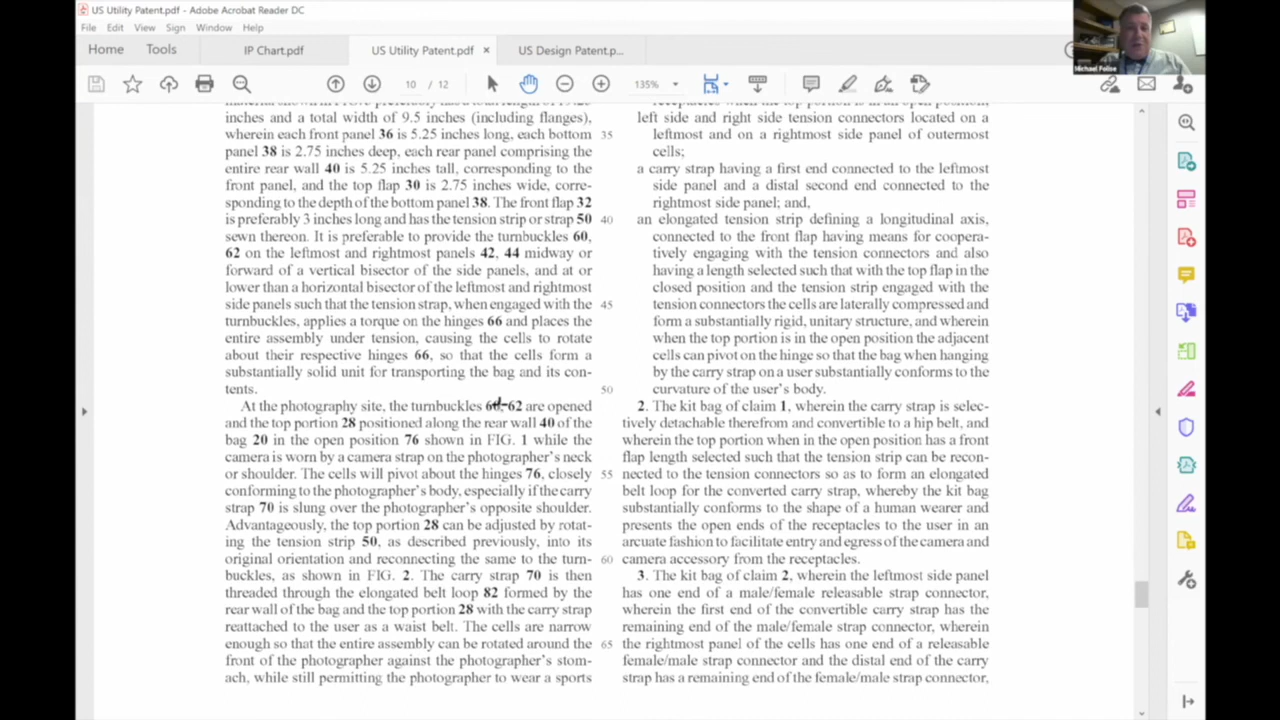 US Utility Patent.pdf - Adobe Acrobat Reader DC
File Edit View Sign Window Help
Home Tools IP Chart.pdf US Utility Patent.pdf × US Design Patent.p...
10 / 12 135%
Michael Folise
inches and a total width of 9.5 inches (including flanges),
wherein each front panel 36 is 5.25 inches long, each bottom
panel 38 is 2.75 inches deep, each rear panel comprising the
entire rear wall 40 is 5.25 inches tall, corresponding to the
front panel, and the top flap 30 is 2.75 inches wide, corre-
sponding to the depth of the bottom panel 38. The front flap 32
is preferably 3 inches long and has the tension strip or strap 50
sewn thereon. It is preferable to provide the turnbuckles 60,
62 on the leftmost and rightmost panels 42, 44 midway or
forward of a vertical bisector of the side panels, and at or
lower than a horizontal bisector of the leftmost and rightmost
side panels such that the tension strap, when engaged with the
turnbuckles, applies a torque on the hinges 66 and places the
entire assembly under tension, causing the cells to rotate
about their respective hinges 66, so that the cells form a
substantially solid unit for transporting the bag and its con-
tents.
At the photography site, the turnbuckles 60, 62 are opened
and the top portion 28 positioned along the rear wall 40 of the
bag 20 in the open position 76 shown in FIG. 1 while the
camera is worn by a camera strap on the photographer's neck
or shoulder. The cells will pivot about the hinges 76, closely
conforming to the photographer's body, especially if the carry
strap 70 is slung over the photographer's opposite shoulder.
Advantageously, the top portion 28 can be adjusted by rotat-
ing the tension strip 50, as described previously, into its
original orientation and reconnecting the same to the turn-
buckles, as shown in FIG. 2. The carry strap 70 is then
threaded through the elongated belt loop 82 formed by the
rear wall of the bag and the top portion 28 with the carry strap
reattached to the user as a waist belt. The cells are narrow
enough so that the entire assembly can be rotated around the
front of the photographer against the photographer's stom-
ach, while still permitting the photographer to wear a sports
35
40
45
50
55
60
65
receptacles when the top portion is in an open position;
left side and right side tension connectors located on a
leftmost and on a rightmost side panel of outermost
cells;
a carry strap having a first end connected to the leftmost
side panel and a distal second end connected to the
rightmost side panel; and,
an elongated tension strip defining a longitudinal axis,
connected to the front flap having means for coopera-
tively engaging with the tension connectors and also
having a length selected such that with the top flap in the
closed position and the tension strip engaged with the
tension connectors the cells are laterally compressed and
form a substantially rigid, unitary structure, and wherein
when the top portion is in the open position the adjacent
cells can pivot on the hinge so that the bag when hanging
by the carry strap on a user substantially conforms to the
curvature of the user's body.
2. The kit bag of claim 1, wherein the carry strap is selec-
tively detachable therefrom and convertible to a hip belt, and
wherein the top portion when in the open position has a front
flap length selected such that the tension strip can be recon-
nected to the tension connectors so as to form an elongated
belt loop for the converted carry strap, whereby the kit bag
substantially conforms to the shape of a human wearer and
presents the open ends of the receptacles to the user in an
arcuate fashion to facilitate entry and egress of the camera and
camera accessory from the receptacles.
3. The kit bag of claim 2, wherein the leftmost side panel
has one end of a male/female releasable strap connector,
wherein the first end of the convertible carry strap has the
remaining end of the male/female strap connector, wherein
the rightmost panel of the cells has one end of a releasable
female/male strap connector and the distal end of the carry
strap has a remaining end of the female/male strap connector,